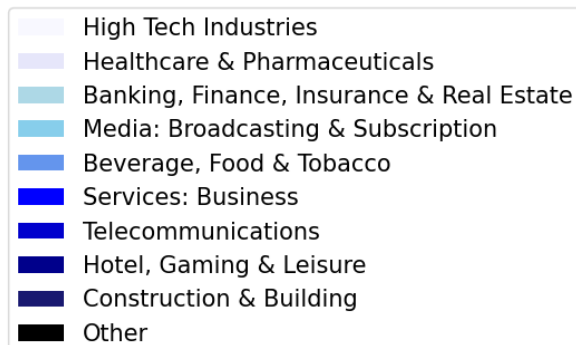 High Tech Industries
Healthcare & Pharmaceuticals
Banking, Finance, Insurance & Real Estate
Media: Broadcasting & Subscription
Beverage, Food & Tobacco
Services: Business
Telecommunications
Hotel, Gaming & Leisure
Construction & Building
Other